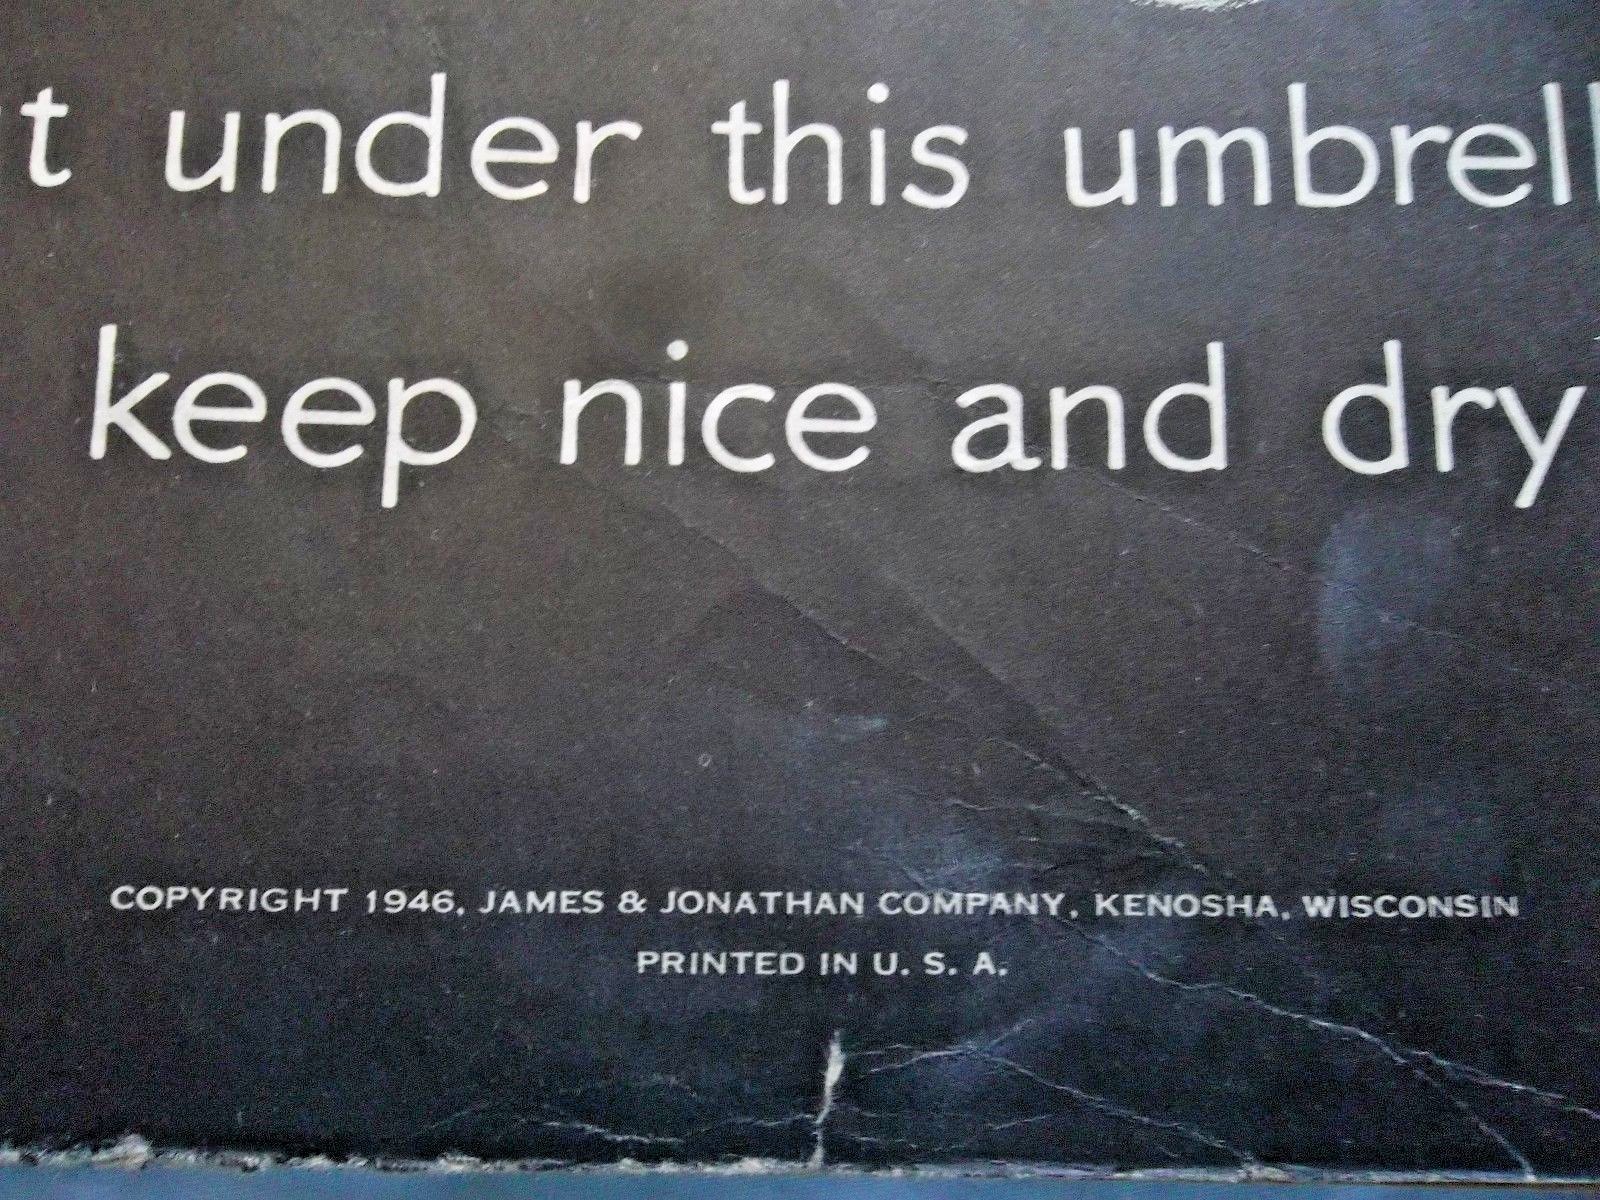 t under this umbrell
keep nice and dry
COPYRIGHT 1946, JAMES & JONATHAN COMPANY, KENOSHA, WISCONSIN
PRINTED IN U. S. A.